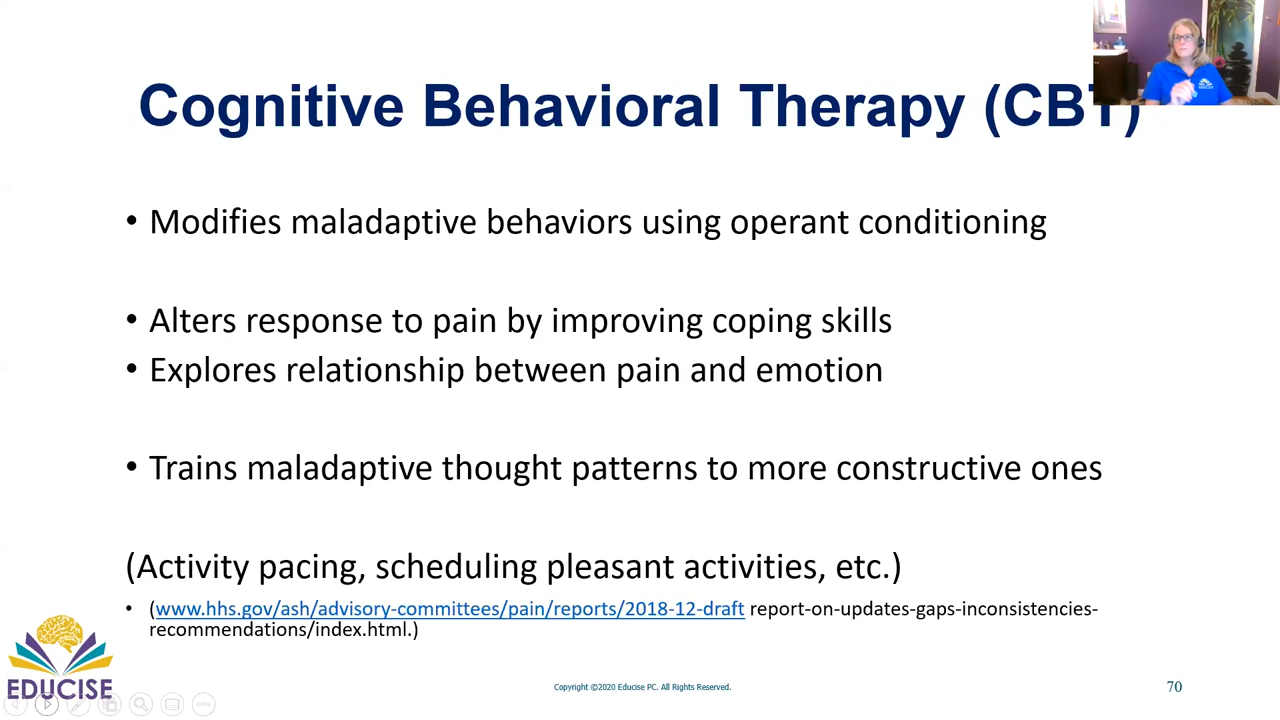 Cognitive Behavioral Therapy (CBT)
• Modifies maladaptive behaviors using operant conditioning
• Alters response to pain by improving coping skills
• Explores relationship between pain and emotion
• Trains maladaptive thought patterns to more constructive ones
(Activity pacing, scheduling pleasant activities, etc.)
• (www.hhs.gov/ash/advisory-committees/pain/reports/2018-12-draft report-on-updates-gaps-inconsistencies-
recommendations/index.html.)
EDUCISE
Copyright ©2020 Educise PC. All Rights Reserved.
70